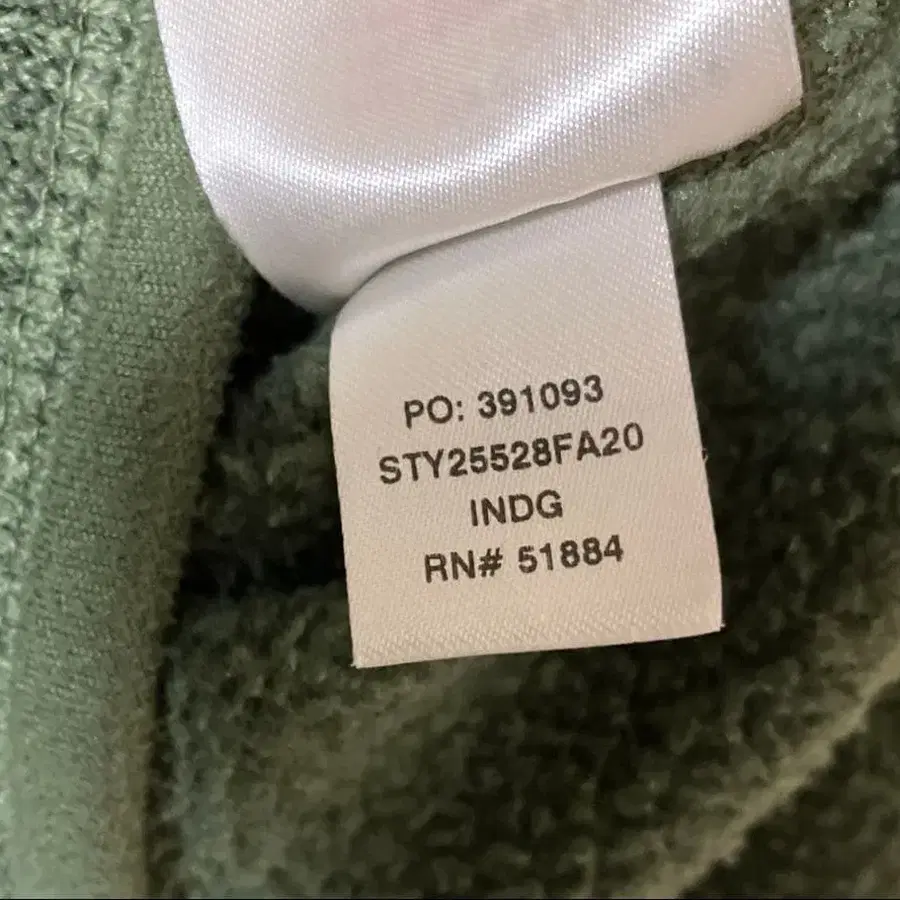 PO: 391093
STY25528FA20
INDG
RN# 51884